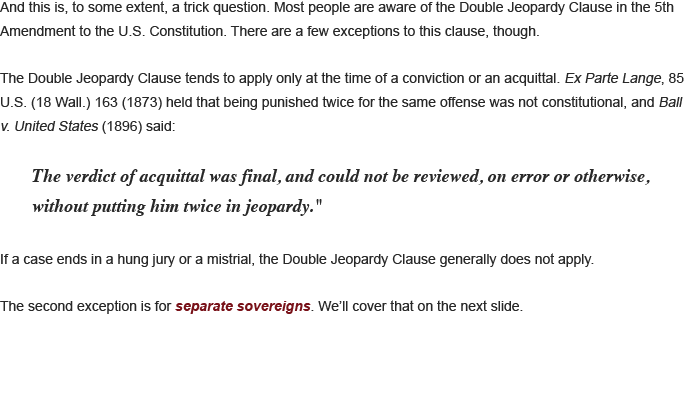 And this is, to some extent, a trick question. Most people are aware of the Double Jeopardy Clause in the 5th
Amendment to the U.S. Constitution. There are a few exceptions to this clause, though.
The Double Jeopardy Clause tends to apply only at the time of a conviction or an acquittal. Ex Parte Lange, 85
U.S. (18 Wall.) 163 (1873) held that being punished twice for the same offense was not constitutional, and Ball
v. United States (1896) said:
The verdict of acquittal was final, and could not be reviewed, on error or otherwise,
without putting him twice in jeopardy."
If a case ends in a hung jury or a mistrial, the Double Jeopardy Clause generally does not apply.
The second exception is for separate sovereigns. We'll cover that on the next slide.